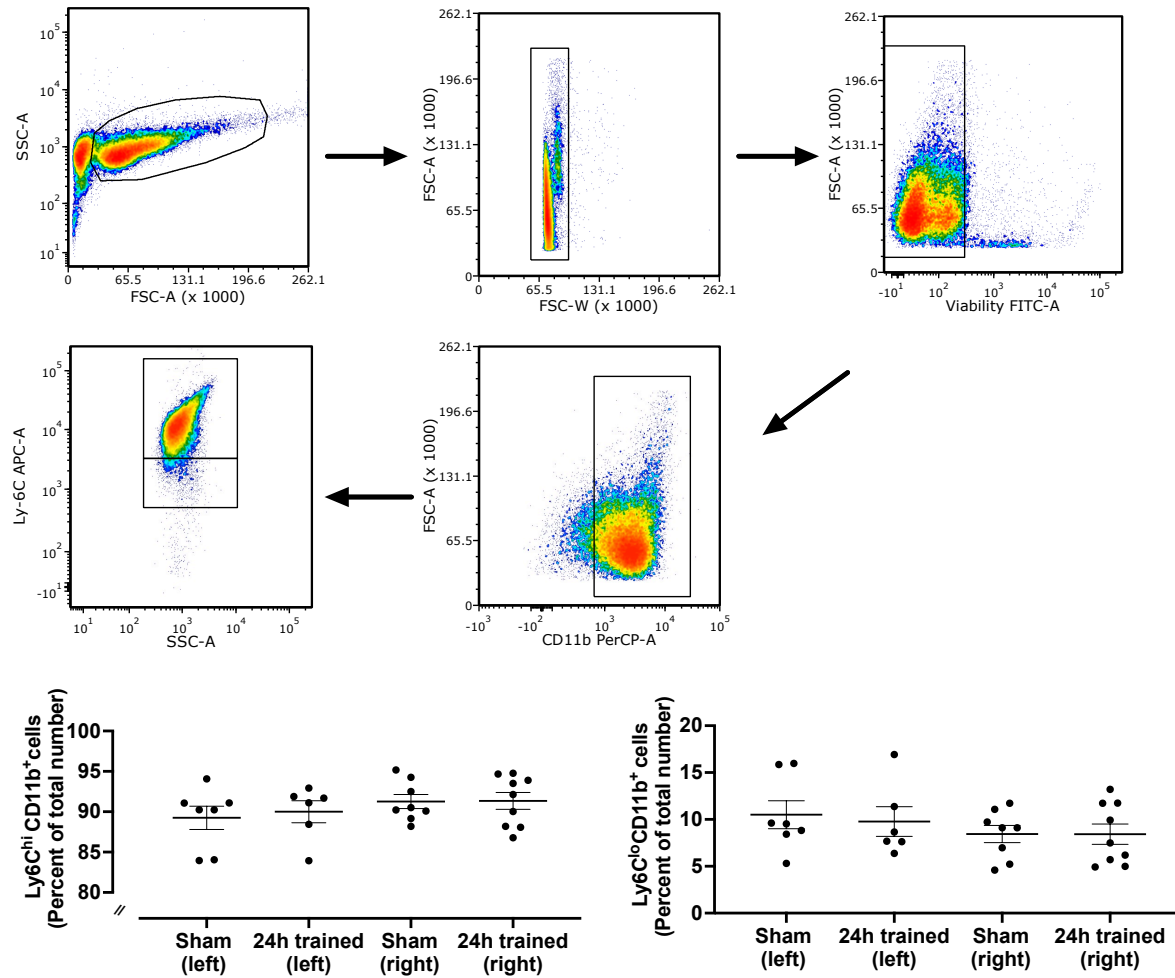 10^5
10^4
10^3
10^2
10^1
SSC-A
0 65.5 131.1 196.6 262.1
FSC-A (x 1000)
262.1
196.6
131.1
65.5
0
FSC-A (x 1000)
0 65.5 131.1 196.6 262.1
FSC-W (x 1000)
262.1
196.6
131.1
65.5
0
FSC-A (x 1000)
-10^1 10^2 10^3 10^4 10^5
Viability FITC-A
10^5
10^4
10^3
10^2
-10^1
Ly-6C APC-A
10^1 10^2 10^3 10^4 10^5
SSC-A
262.1
196.6
131.1
65.5
0
FSC-A (x 1000)
-10^3 -10^2 10^3 10^4 10^5
CD11b PerCP-A
Ly6C^hi CD11b^+cells
(Percent of total number)
100
95
90
85
80
//
Sham 24h trained Sham 24h trained
(left) (left) (right) (right)
Ly6C^lo CD11b^+ cells
(Percent of total number)
20
15
10
5
0
Sham 24h trained Sham 24h trained
(left) (left) (right) (right)